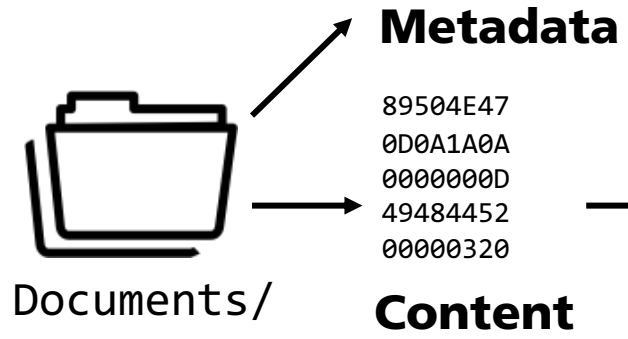 Metadata
89504E47
0D0A1A0A
0000000D
49484452
00000320
Documents/
Content